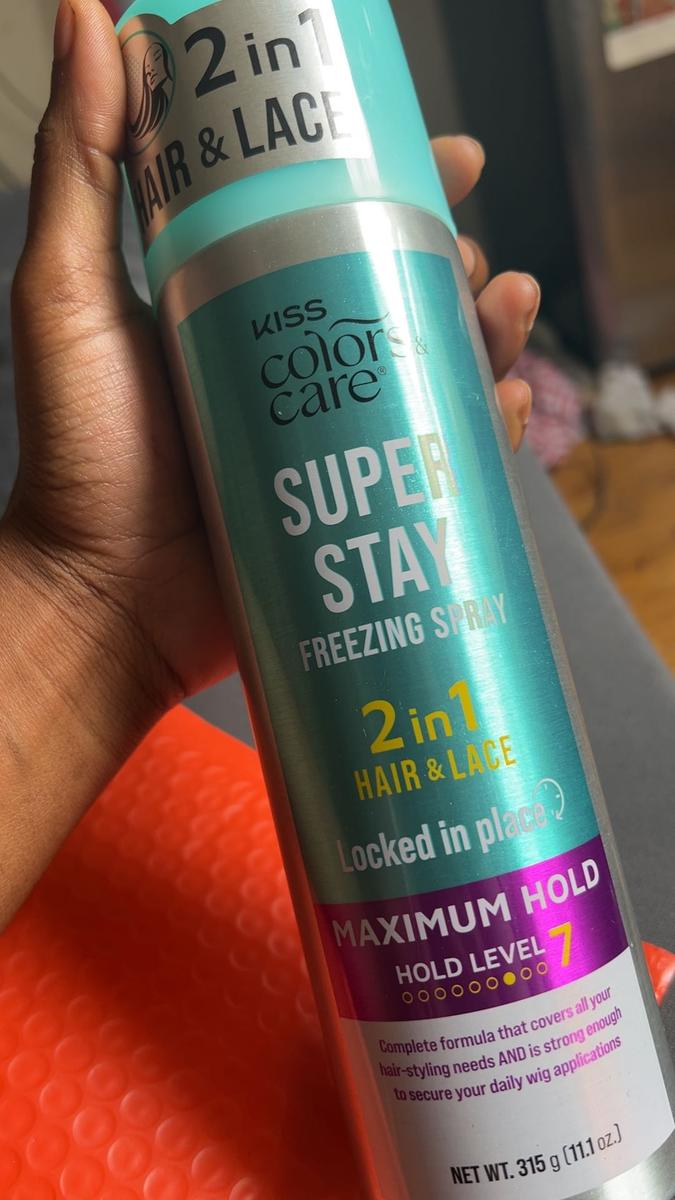 2 in 1
HAIR & LACE
KISS
colors &
care®
SUPER
STAY
FREEZING SPRAY
2 in 1
HAIR & LACE
Locked in place
MAXIMUM HOLD
HOLD LEVEL 7
Complete formula that covers all your
hair-styling needs AND is strong enough
to secure your daily wig applications
NET WT. 315 g (11.1 oz.)